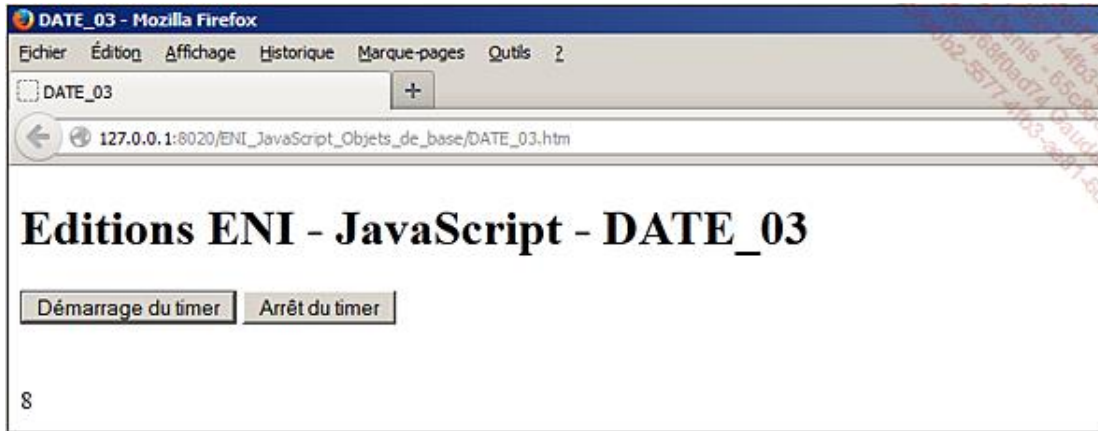 DATE_03 - Mozilla Firefox
Fichier Édition Affichage Historique Marque-pages Outils ?
DATE_03 +
127.0.0.1:8020/ENI_JavaScript_Objets_de_base/DATE_03.htm
Editions ENI - JavaScript - DATE_03
Démarrage du timer Arrêt du timer
8